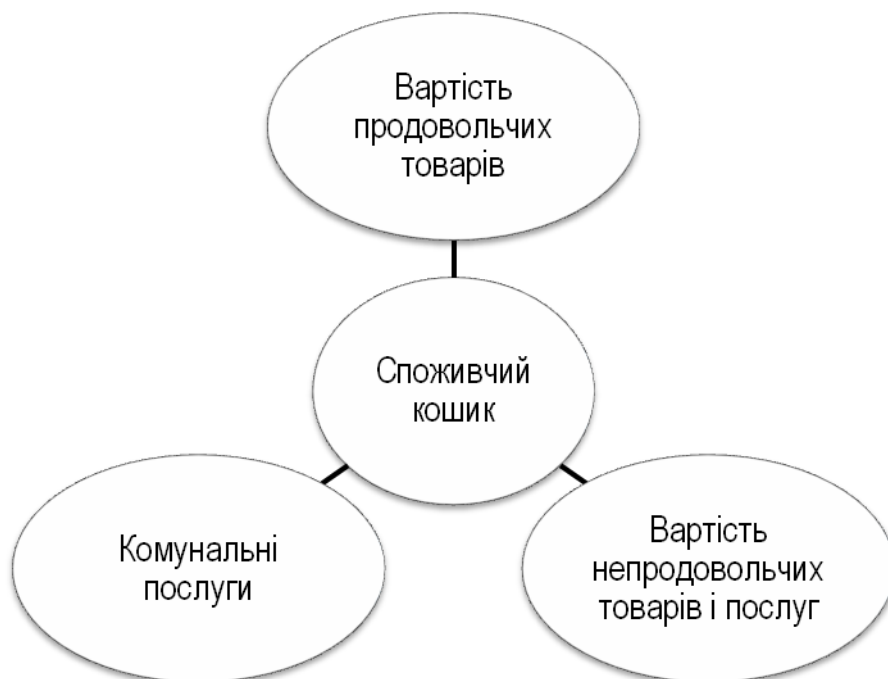 Вартість
продовольчих
товарів
Споживчий
кошик
Комунальні
послуги
Вартість
непродовольчих
товарів і послуг